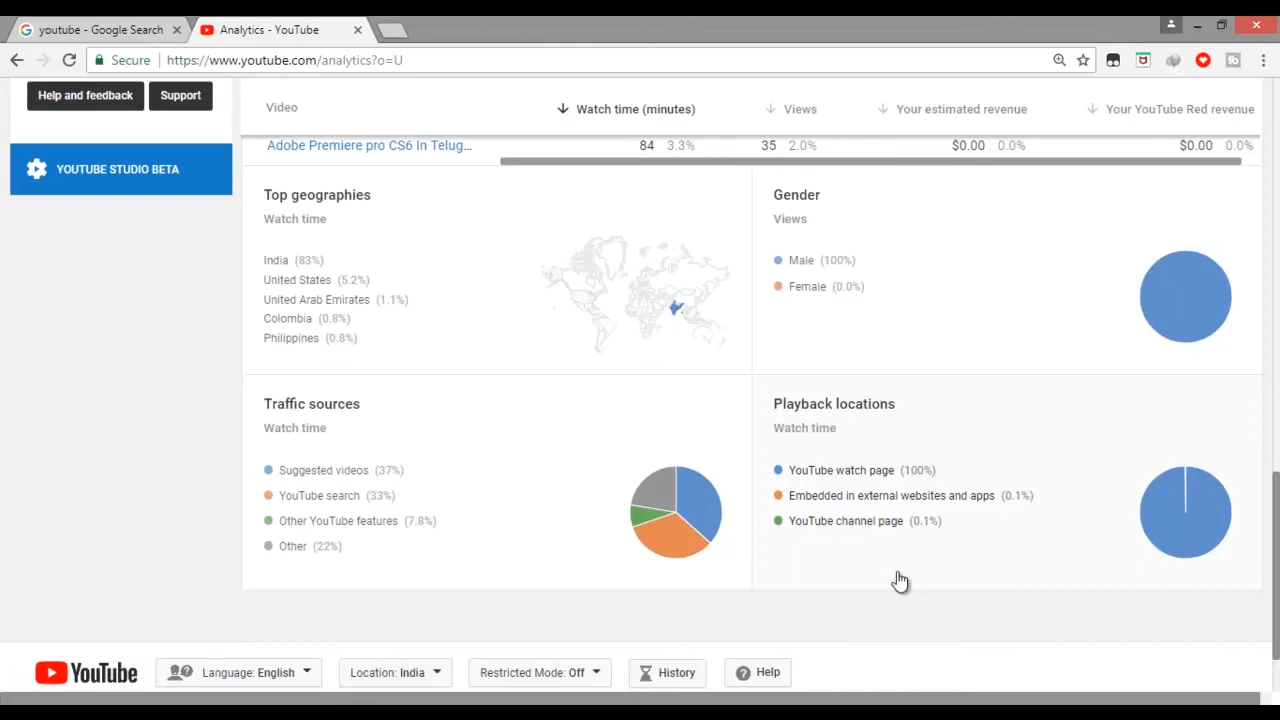 youtube - Google Search
Analytics - YouTube
Secure https://www.youtube.com/analytics?o=U
Help and feedback
Support
YOUTUBE STUDIO BETA
Video Watch time (minutes) Views Your estimated revenue Your YouTube Red revenue
Adobe Premiere pro CS6 In Telug... 84 3.3% 35 2.0% $0.00 0.0% $0.00 0.0%
Top geographies
Watch time
India (83%)
United States (5.2%)
United Arab Emirates (1.1%)
Colombia (0.8%)
Philippines (0.8%)
Gender
Views
Male (100%)
Female (0.0%)
Traffic sources
Watch time
Suggested videos (37%)
YouTube search (33%)
Other YouTube features (7.8%)
Other (22%)
Playback locations
Watch time
YouTube watch page (100%)
Embedded in external websites and apps (0.1%)
YouTube channel page (0.1%)
YouTube Language: English Location: India Restricted Mode: Off History Help